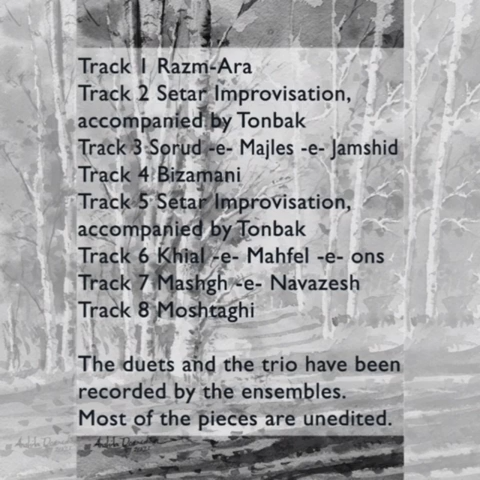 Track 1 Razm-Ara
Track 2 Setar Improvisation,
accompanied by Tonbak
Track 3 Sorud -e- Majles -e- Jamshid
Track 4 Bizamani
Track 5 Setar Improvisation,
accompanied by Tonbak
Track 6 Khial -e- Mahfel -e- ons
Track 7 Mashgh -e- Navazesh
Track 8 Moshtaghi
The duets and the trio have been
recorded by the ensembles.
Most of the pieces are unedited.